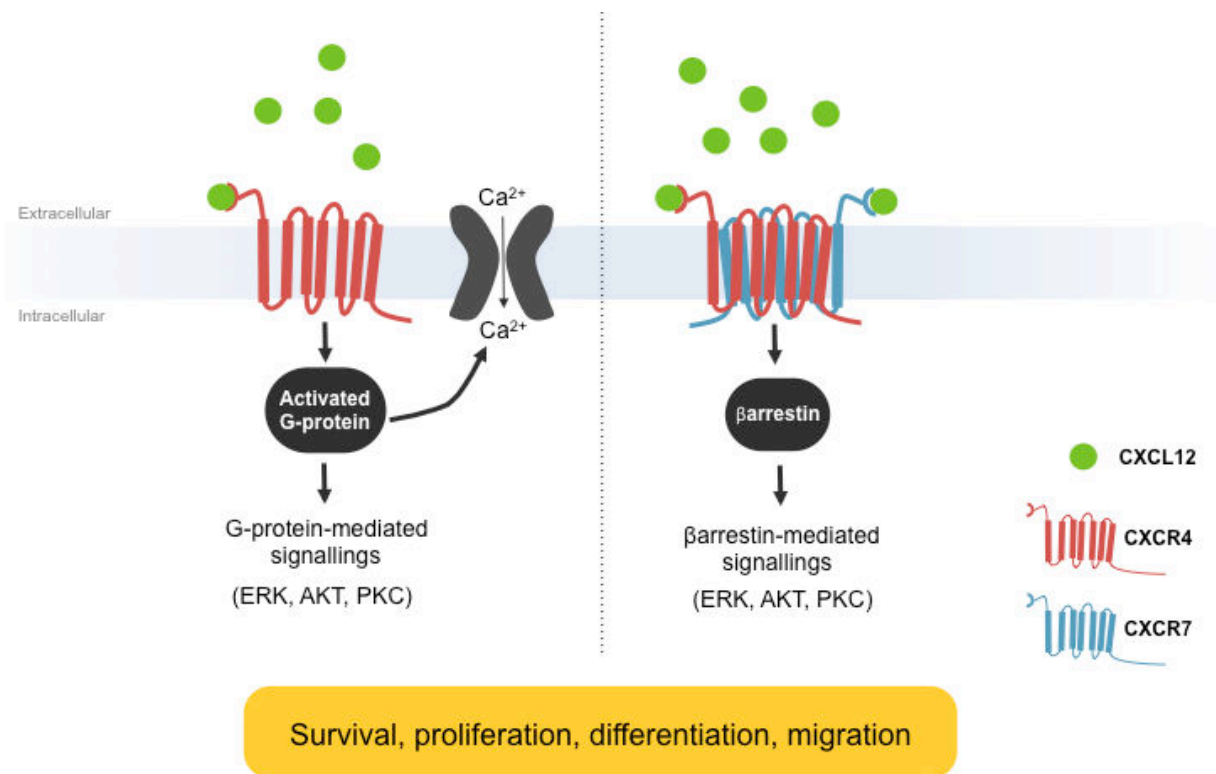 Extracellular
Intracellular
Ca²⁺
Ca²⁺
Activated
G-protein
G-protein-mediated
signallings
(ERK, AKT, PKC)
βarrestin
βarrestin-mediated
signallings
(ERK, AKT, PKC)
CXCL12
CXCR4
CXCR7
Survival, proliferation, differentiation, migration